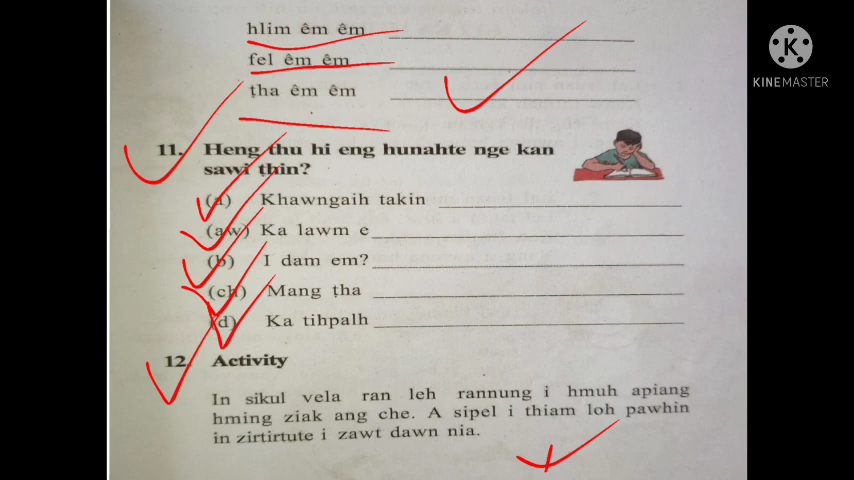 hlim êm êm
fel êm êm
ṭha êm êm
11. Heng thu hi eng hunahte nge kan
sawi ṭhin?
(a) Khawngaih takin
(aw) Ka lawm e
(b) I dam em?
(ch) Mang ṭha
(d) Ka tihpalh
12. Activity
In sikul vela ran leh rannung i hmuh apiang
hming ziak ang che. A sipel i thiam loh pawhin
in zirtirtute i zawt dawn nia.
K
KINEMASTER